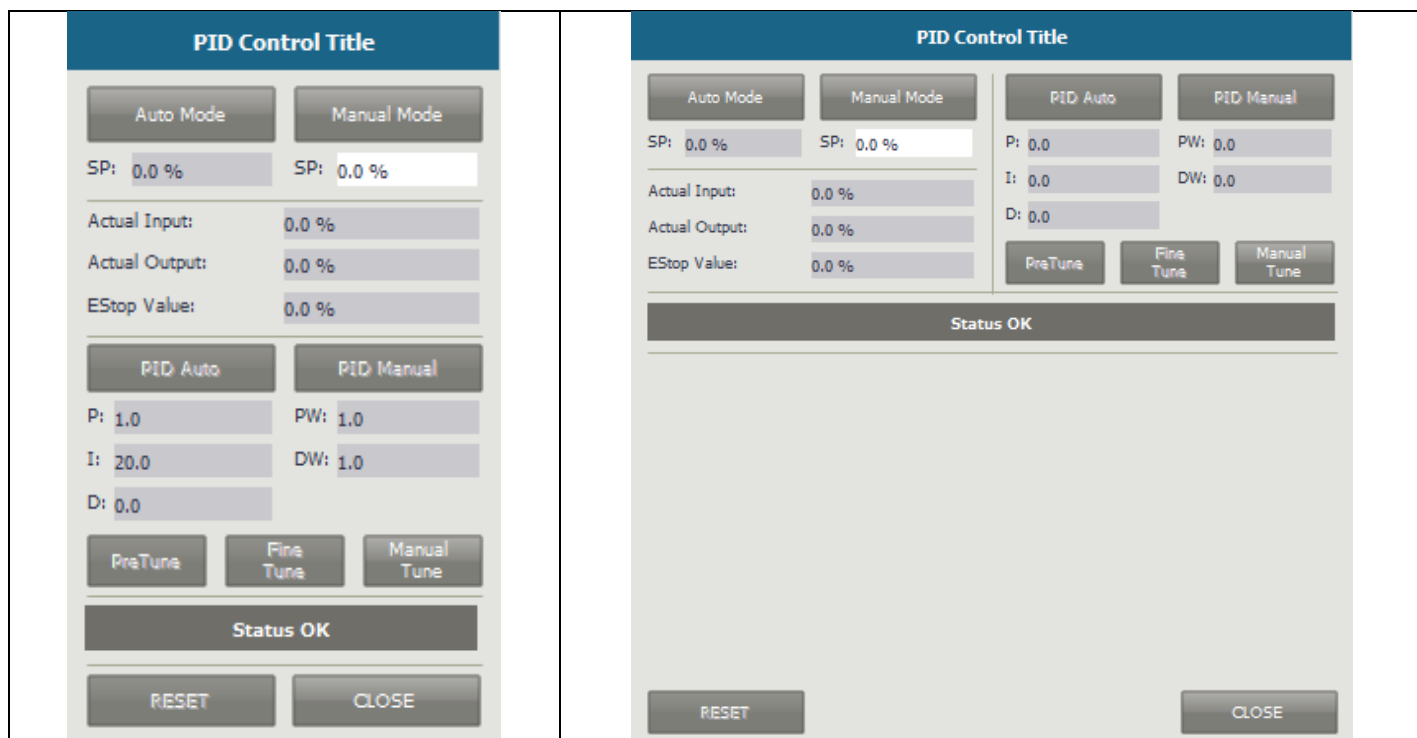 PID Control Title
Auto Mode Manual Mode
SP: 0.0 % SP: 0.0 %
Actual Input: 0.0 %
Actual Output: 0.0 %
EStop Value: 0.0 %
PID Auto PID Manual
P: 1.0 PW: 1.0
I: 20.0 DW: 1.0
D: 0.0
PreTune Fine Tune Manual Tune
Status OK
RESET CLOSE
PID Control Title
Auto Mode Manual Mode
SP: 0.0 % SP: 0.0 %
Actual Input: 0.0 %
Actual Output: 0.0 %
EStop Value: 0.0 %
PID Auto PID Manual
P: 0.0 PW: 0.0
I: 0.0 DW: 0.0
D: 0.0
PreTune Fine Tune Manual Tune
Status OK
RESET CLOSE